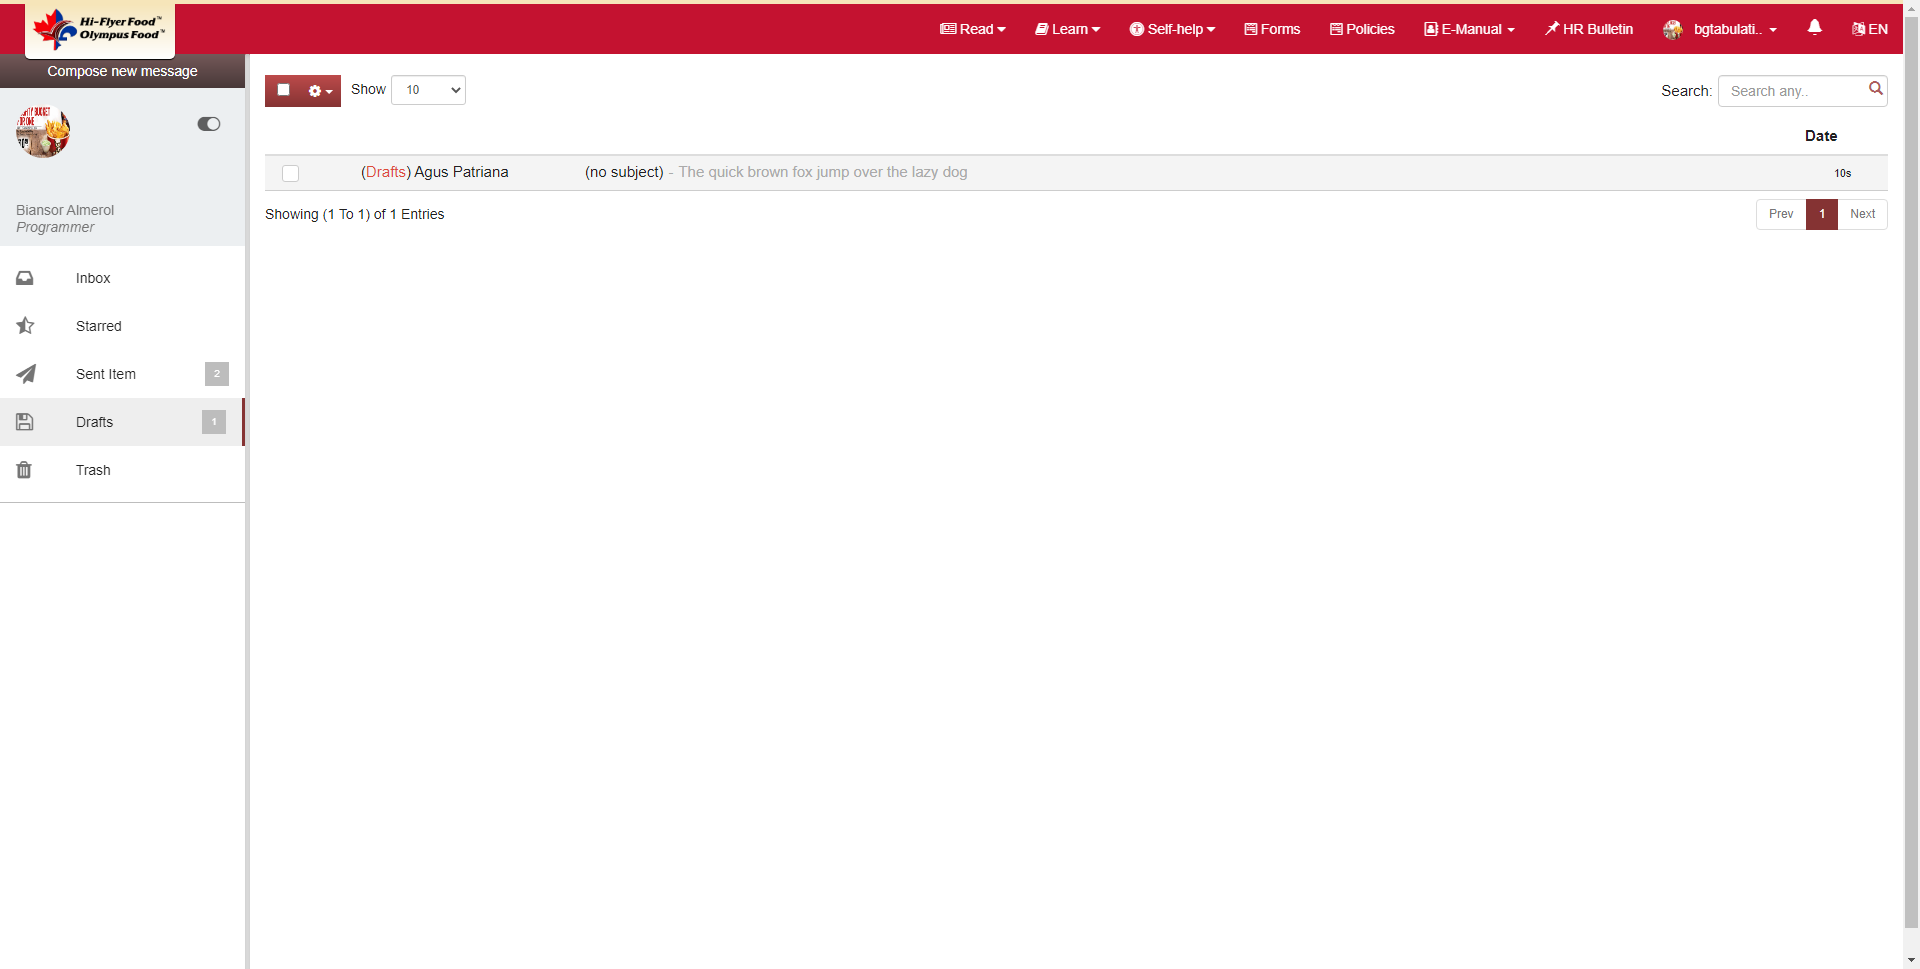 Hi-Flyer Food™
Olympus Food™
Read
Learn
Self-help
Forms
Policies
E-Manual
HR Bulletin
bgtabulati..
EN
Compose new message
Biansor Almerol
Programmer
Inbox
Starred
Sent Item 2
Drafts 1
Trash
Show 10
Search: Search any..
Date
(Drafts) Agus Patriana (no subject) - The quick brown fox jump over the lazy dog 10s
Showing (1 To 1) of 1 Entries
Prev 1 Next